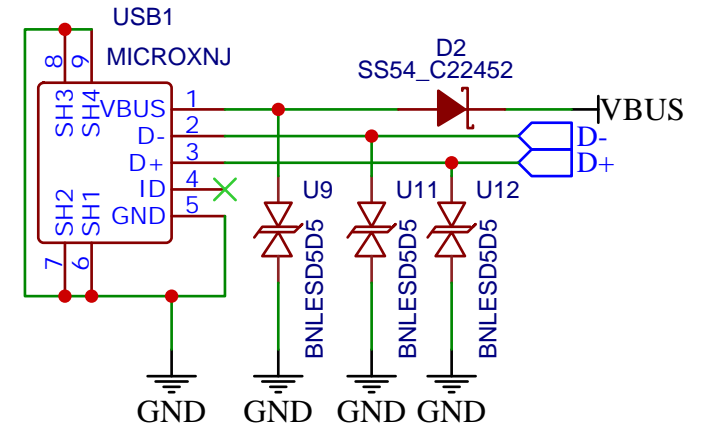 USB1
MICROXNJ
8
9
SH3
SH4
VBUS 1
D- 2
D+ 3
ID 4
GND 5
SH2
SH1
7
6
D2
SS54_C22452
VBUS
D-
D+
U9
U11
U12
BNLESD5D5
BNLESD5D5
BNLESD5D5
GND
GND
GND
GND